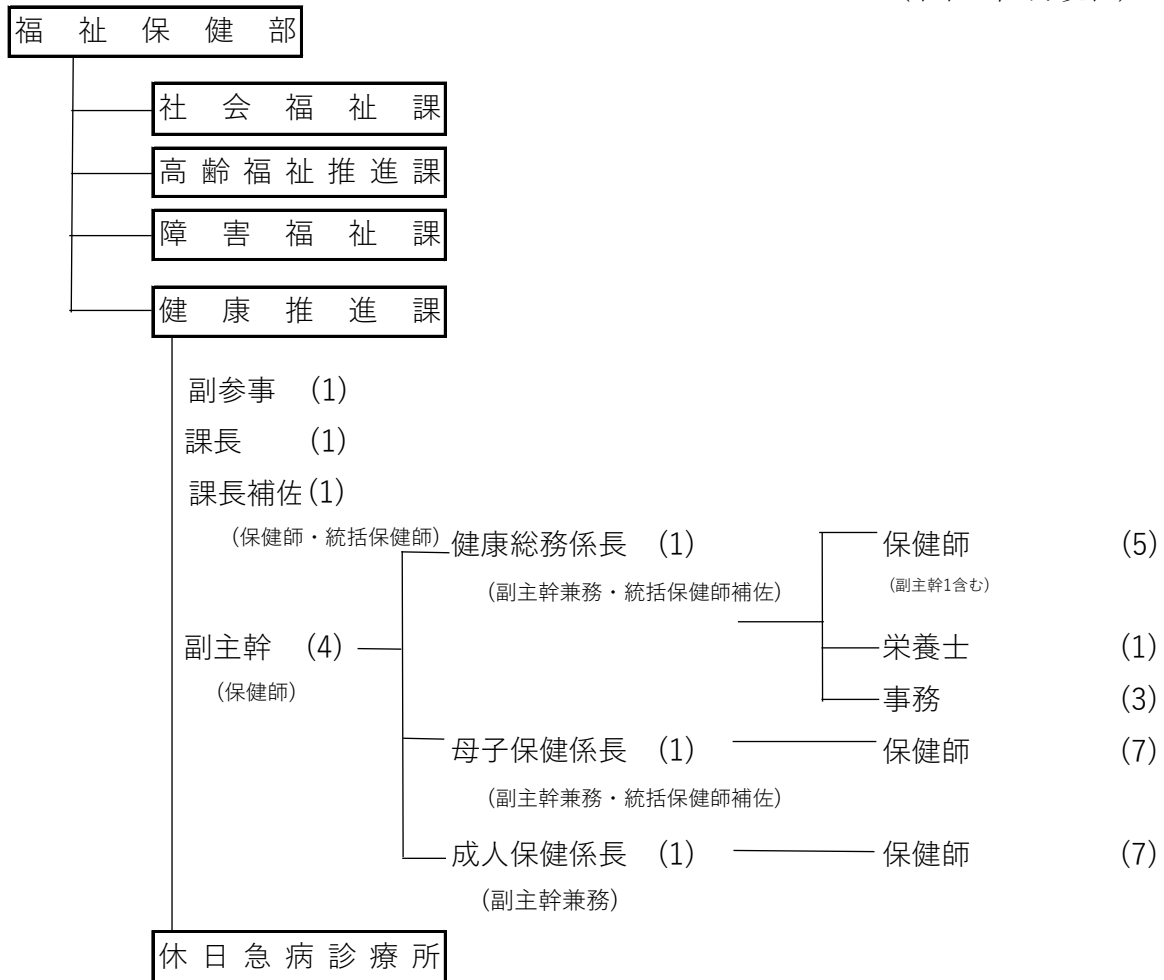 福祉保健部
社会福祉課
高齢福祉推進課
障害福祉課
健康推進課
副参事 (1)
課長 (1)
課長補佐 (1)
(保健師・統括保健師)
健康総務係長 (1)
保健師 (5)
(副主幹兼務・統括保健師補佐)
(副主幹1含む)
副主幹 (4)
栄養士 (1)
(保健師)
事務 (3)
母子保健係長 (1)
保健師 (7)
(副主幹兼務・統括保健師補佐)
成人保健係長 (1)
保健師 (7)
(副主幹兼務)
休日急病診療所